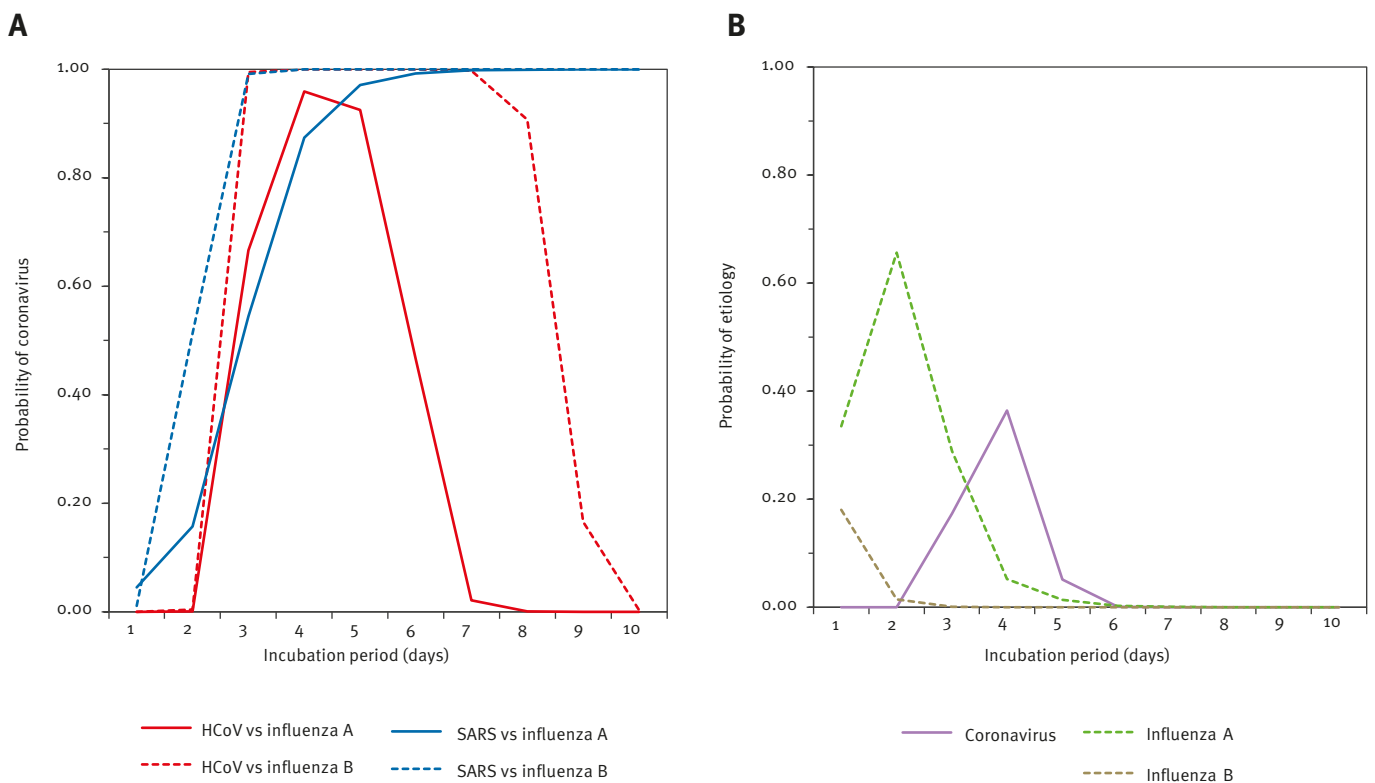 A
1.00
0.80
0.60
0.40
0.20
0.00
Probability of coronavirus
1 2 3 4 5 6 7 8 9 10
Incubation period (days)
HCoV vs influenza A
SARS vs influenza A
HCoV vs influenza B
SARS vs influenza B
B
1.00
0.80
0.60
0.40
0.20
0.00
Probability of etiology
1 2 3 4 5 6 7 8 9 10
Incubation period (days)
Coronavirus
Influenza A
Influenza B